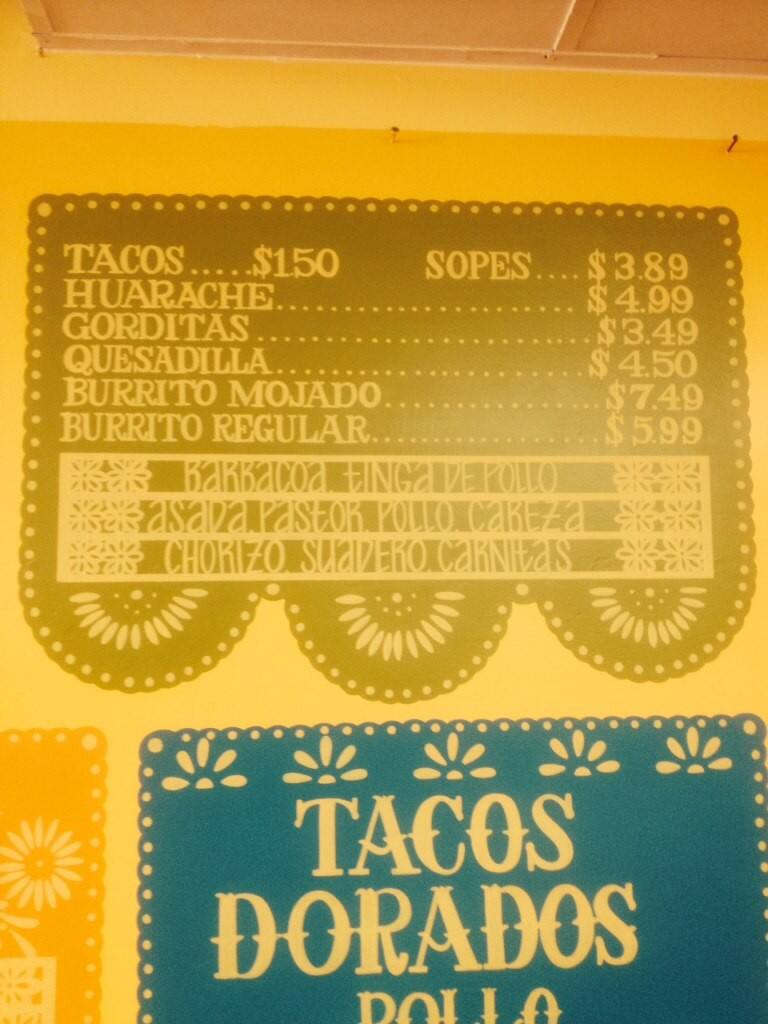 TACOS.....$1.50 SOPES....$3.89
HUARACHE..............................$4.99
GORDITAS.................................$3.49
QUESADILLA..............................$4.50
BURRITO MOJADO....................$7.49
BURRITO REGULAR.....................$5.99
BARBACOA, TINGA DE POLLO
ASADA, PASTOR, POLLO, CABEZA
CHORIZO, SUADERO, CARNITAS
TACOS
DORADOS
POLLO